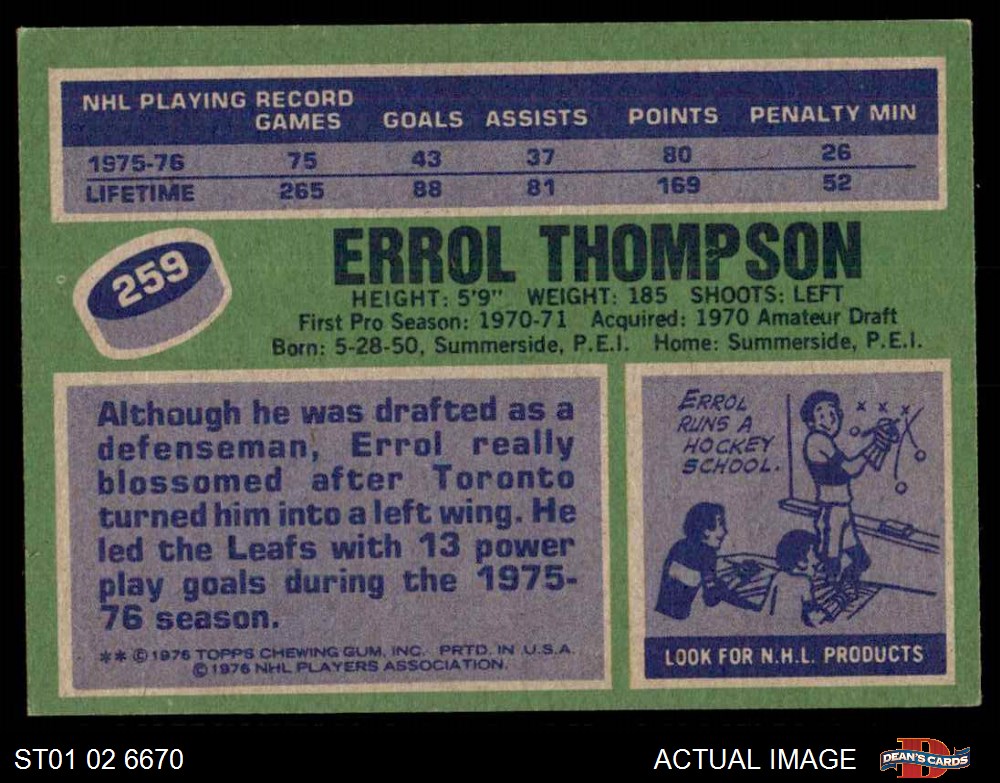 NHL PLAYING RECORD
GAMES GOALS ASSISTS POINTS PENALTY MIN
1975-76 75 43 37 80 26
LIFETIME 265 88 81 169 52
259
ERROL THOMPSON
HEIGHT: 5'9" WEIGHT: 185 SHOOTS: LEFT
First Pro Season: 1970-71 Acquired: 1970 Amateur Draft
Born: 5-28-50, Summerside, P.E.I. Home: Summerside, P.E.I.
Although he was drafted as a
defenseman, Errol really
blossomed after Toronto
turned him into a left wing. He
led the Leafs with 13 power
play goals during the 1975-
76 season.
** © 1976 TOPPS CHEWING GUM, INC. PRTD. IN U.S.A.
© 1976 NHL PLAYERS ASSOCIATION.
ERROL
RUNS A
HOCKEY
SCHOOL.
x x x
LOOK FOR N.H.L. PRODUCTS
ST01 02 6670
ACTUAL IMAGE
D
DEAN'S CARDS